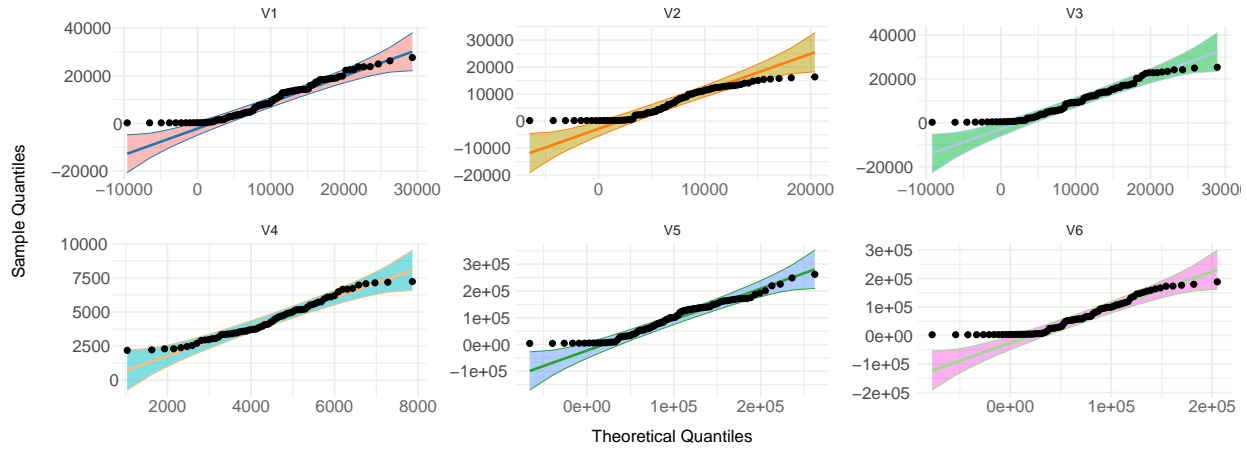 V1 V2 V3
40000 20000 0 −20000
30000 20000 10000 0 −10000 −20000
40000 20000 0 −20000
−10000 0 10000 20000 30000
0 10000 20000
−10000 0 10000 20000
Sample Quantiles
V4 V5 V6
10000 7500 5000 2500 0
3e+05 2e+05 1e+05 0e+00 −1e+05
3e+05 2e+05 1e+05 0e+00 −1e+05 −2e+05
2000 4000 6000 8000
0e+00 1e+05 2e+05
0e+00 1e+05 2e+05
Theoretical Quantiles